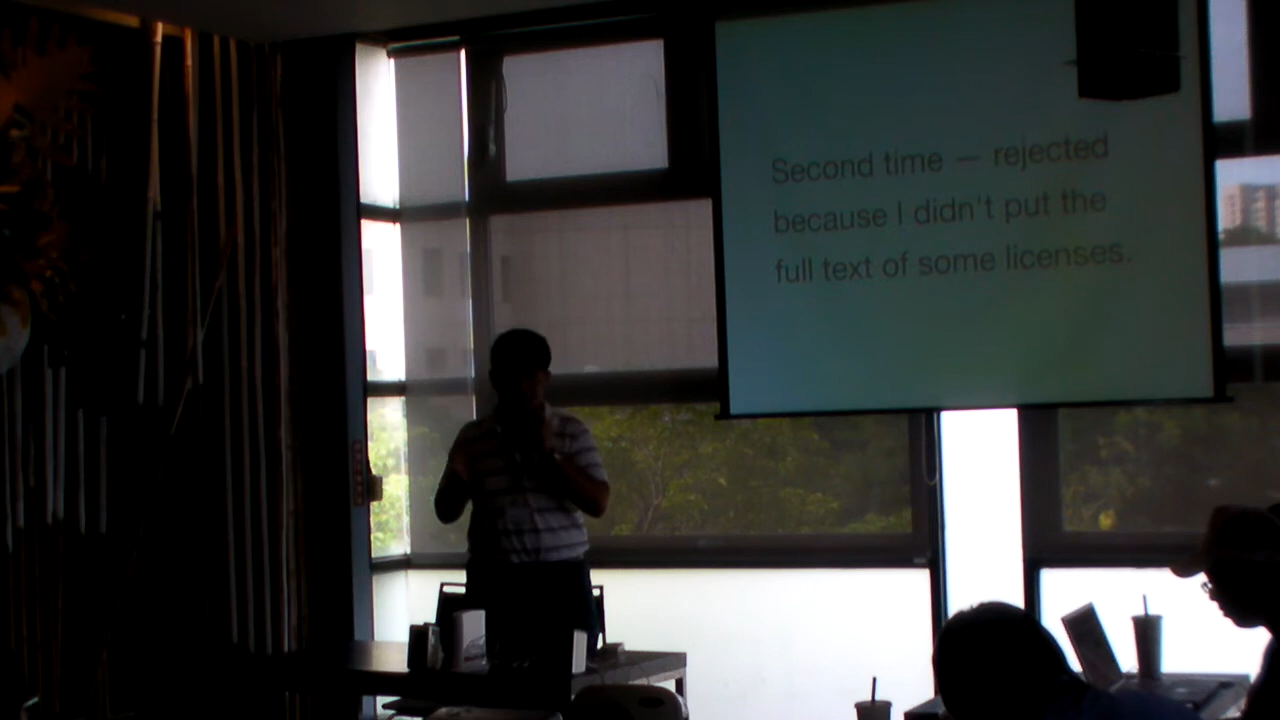 Second time — rejected
because I didn't put the
full text of some licenses.